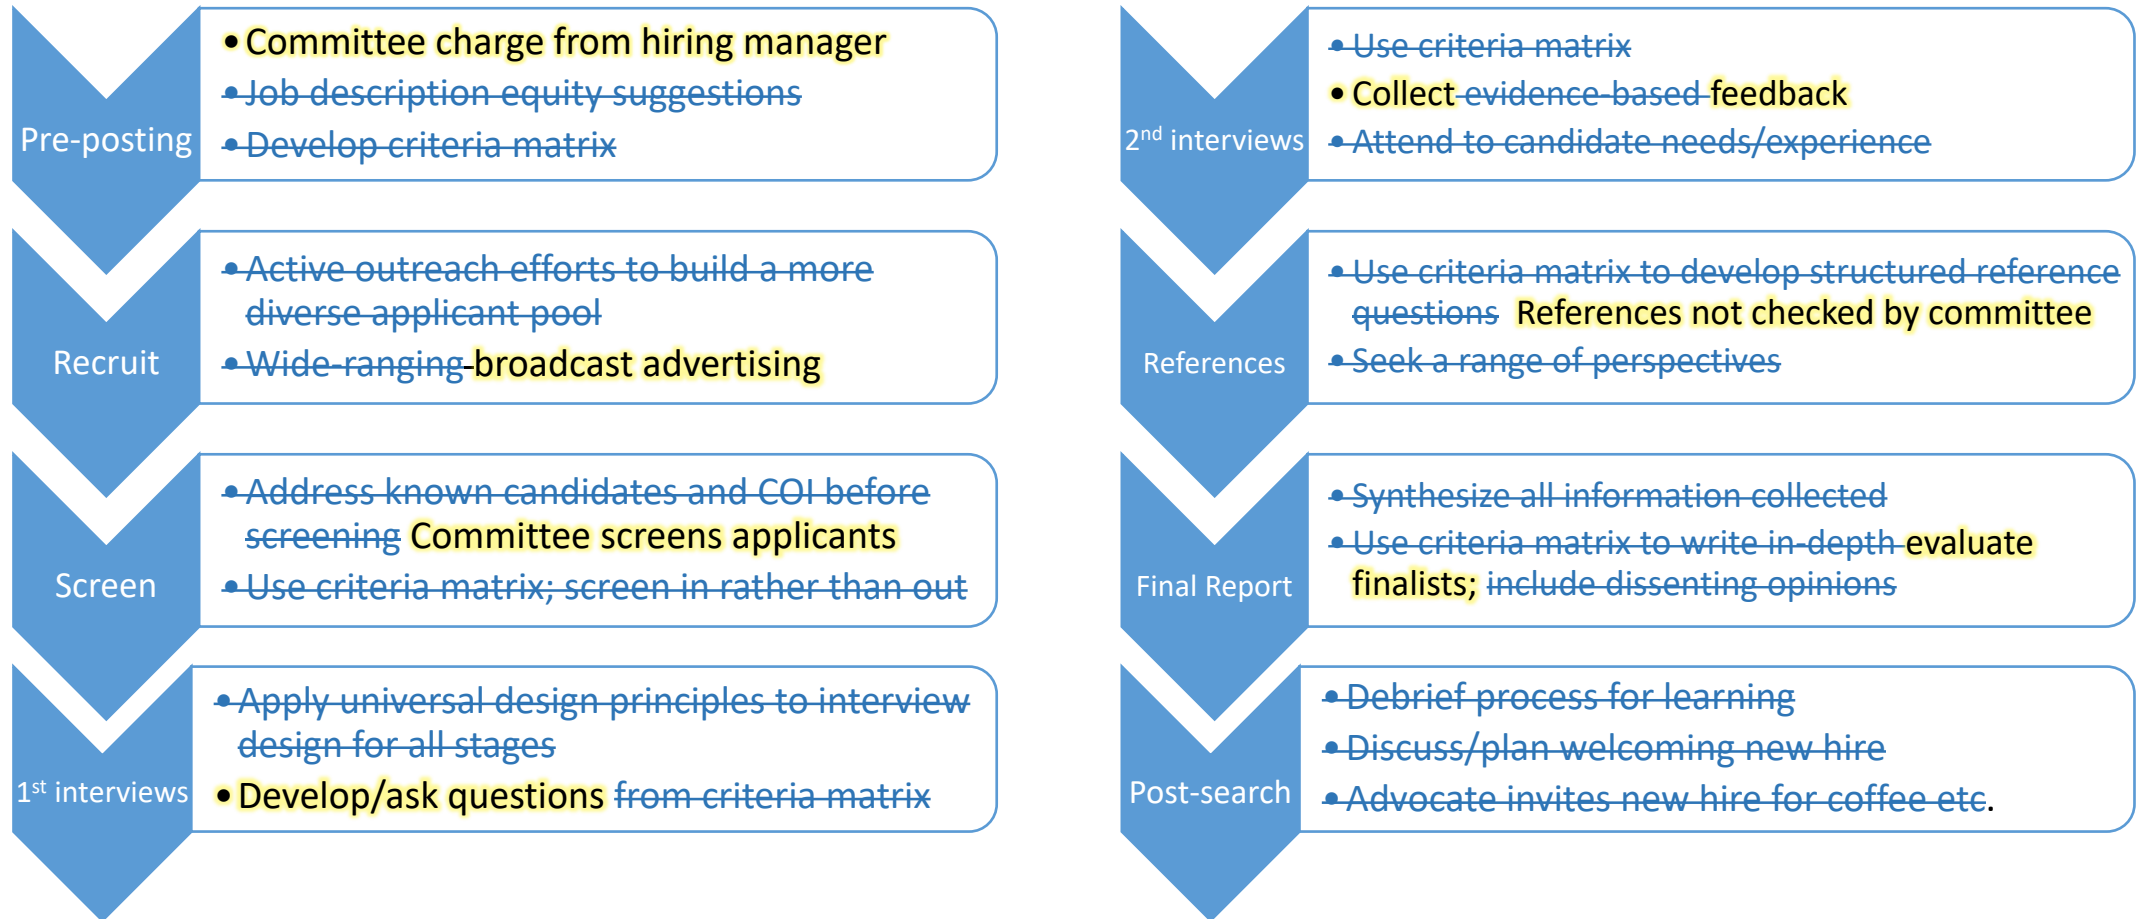 Pre-posting
• Committee charge from hiring manager
• Job description equity suggestions
• Develop criteria matrix
Recruit
• Active outreach efforts to build a more
diverse applicant pool
• Wide-ranging broadcast advertising
Screen
• Address known candidates and COI before
screening Committee screens applicants
• Use criteria matrix; screen in rather than out
1st interviews
• Apply universal design principles to interview
design for all stages
• Develop/ask questions from criteria matrix
2nd interviews
• Use criteria matrix
• Collect evidence-based feedback
• Attend to candidate needs/experience
References
• Use criteria matrix to develop structured reference
questions References not checked by committee
• Seek a range of perspectives
Final Report
• Synthesize all information collected
• Use criteria matrix to write in-depth evaluate
finalists; include dissenting opinions
Post-search
• Debrief process for learning
• Discuss/plan welcoming new hire
• Advocate invites new hire for coffee etc.